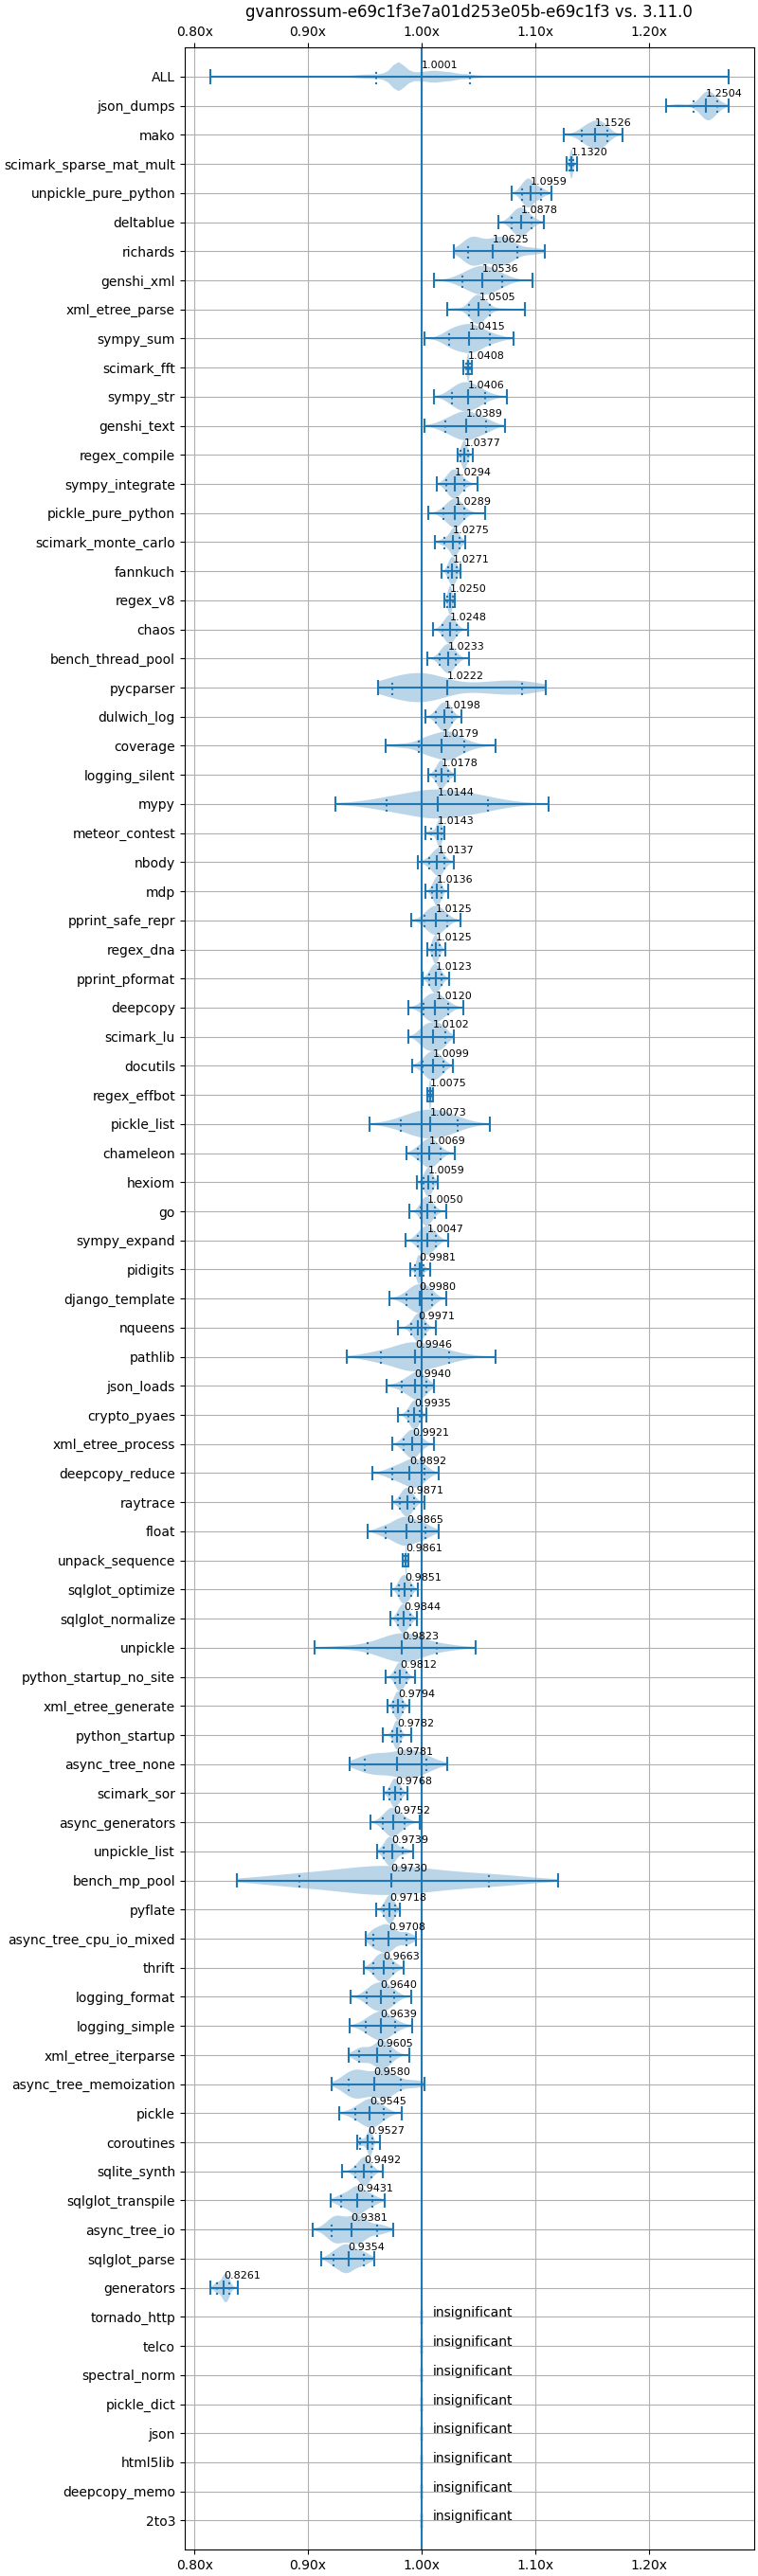 gvanrossum-e69c1f3e7a01d253e05b-e69c1f3 vs. 3.11.0
0.80x 0.90x 1.00x 1.10x 1.20x
ALL 1.0001
json_dumps 1.2504
mako 1.1526
scimark_sparse_mat_mult 1.1320
unpickle_pure_python 1.0959
deltablue 1.0878
richards 1.0625
genshi_xml 1.0536
xml_etree_parse 1.0505
sympy_sum 1.0415
scimark_fft 1.0408
sympy_str 1.0406
genshi_text 1.0389
regex_compile 1.0377
sympy_integrate 1.0294
pickle_pure_python 1.0289
scimark_monte_carlo 1.0275
fannkuch 1.0271
regex_v8 1.0250
chaos 1.0248
bench_thread_pool 1.0233
pycparser 1.0222
dulwich_log 1.0198
coverage 1.0179
logging_silent 1.0178
mypy 1.0144
meteor_contest 1.0143
nbody 1.0137
mdp 1.0136
pprint_safe_repr 1.0125
regex_dna 1.0125
pprint_pformat 1.0123
deepcopy 1.0120
scimark_lu 1.0102
docutils 1.0099
regex_effbot 1.0075
pickle_list 1.0073
chameleon 1.0069
hexiom 1.0059
go 1.0050
sympy_expand 1.0047
pidigits 0.9981
django_template 0.9980
nqueens 0.9971
pathlib 0.9946
json_loads 0.9940
crypto_pyaes 0.9935
xml_etree_process 0.9921
deepcopy_reduce 0.9892
raytrace 0.9871
float 0.9865
unpack_sequence 0.9861
sqlglot_optimize 0.9851
sqlglot_normalize 0.9844
unpickle 0.9823
python_startup_no_site 0.9812
xml_etree_generate 0.9794
python_startup 0.9782
async_tree_none 0.9781
scimark_sor 0.9768
async_generators 0.9752
unpickle_list 0.9739
bench_mp_pool 0.9730
pyflate 0.9718
async_tree_cpu_io_mixed 0.9708
thrift 0.9663
logging_format 0.9640
logging_simple 0.9639
xml_etree_iterparse 0.9605
async_tree_memoization 0.9580
pickle 0.9545
coroutines 0.9527
sqlite_synth 0.9492
sqlglot_transpile 0.9431
async_tree_io 0.9381
sqlglot_parse 0.9354
generators 0.8261
tornado_http insignificant
telco insignificant
spectral_norm insignificant
pickle_dict insignificant
json insignificant
html5lib insignificant
deepcopy_memo insignificant
2to3 insignificant
0.80x 0.90x 1.00x 1.10x 1.20x